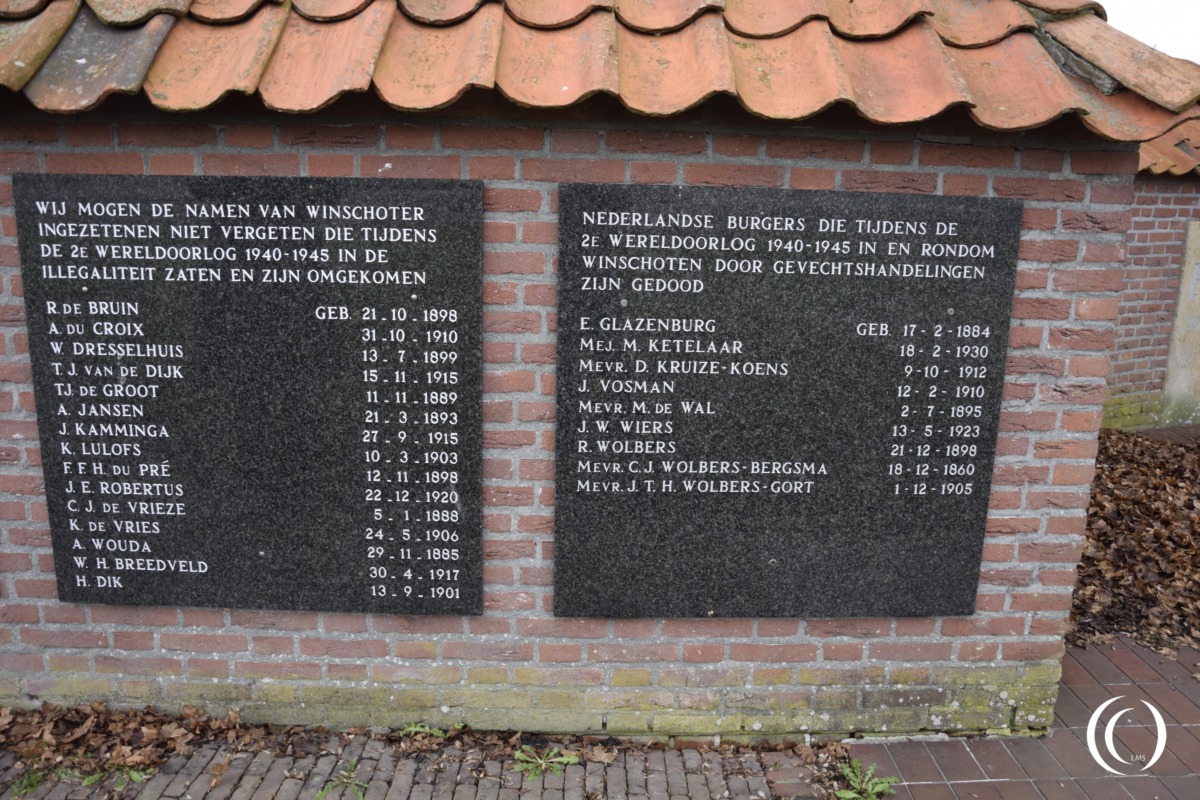 WIJ MOGEN DE NAMEN VAN WINSCHOTER
INGEZETENEN NIET VERGETEN DIE TIJDENS
DE 2E WERELDOORLOG 1940-1945 IN DE
ILLEGALITEIT ZATEN EN ZIJN OMGEKOMEN
R. DE BRUIN GEB. 21-10-1898
A. DU CROIX 31-10-1910
W. DRESSELHUIS 13-7-1899
T. J. VAN DE DIJK 15-11-1915
TJ. DE GROOT 11-11-1889
A. JANSEN 21-3-1893
J. KAMMINGA 27-9-1915
K. LULOFS 10-3-1903
F. F. H. DU PRÉ 12-11-1898
J. E. ROBERTUS 22-12-1920
C. J. DE VRIEZE 5-1-1888
K. DE VRIES 24-5-1906
A. WOUDA 29-11-1885
W. H. BREEDVELD 30-4-1917
H. DIK 13-9-1901
NEDERLANDSE BURGERS DIE TIJDENS DE
2E WERELDOORLOG 1940-1945 IN EN RONDOM
WINSCHOTEN DOOR GEVECHTSHANDELINGEN
ZIJN GEDOOD
E. GLAZENBURG GEB. 17-2-1884
MEJ. M. KETELAAR 18-2-1930
MEVR. D. KRUIZE-KOENS 9-10-1912
J. VOSMAN 12-2-1910
MEVR. M. DE WAL 2-7-1895
J. W. WIERS 13-5-1923
R. WOLBERS 21-12-1898
MEVR. C. J. WOLBERS-BERGSMA 18-12-1860
MEVR. J. T. H. WOLBERS-GORT 1-12-1905
LMS